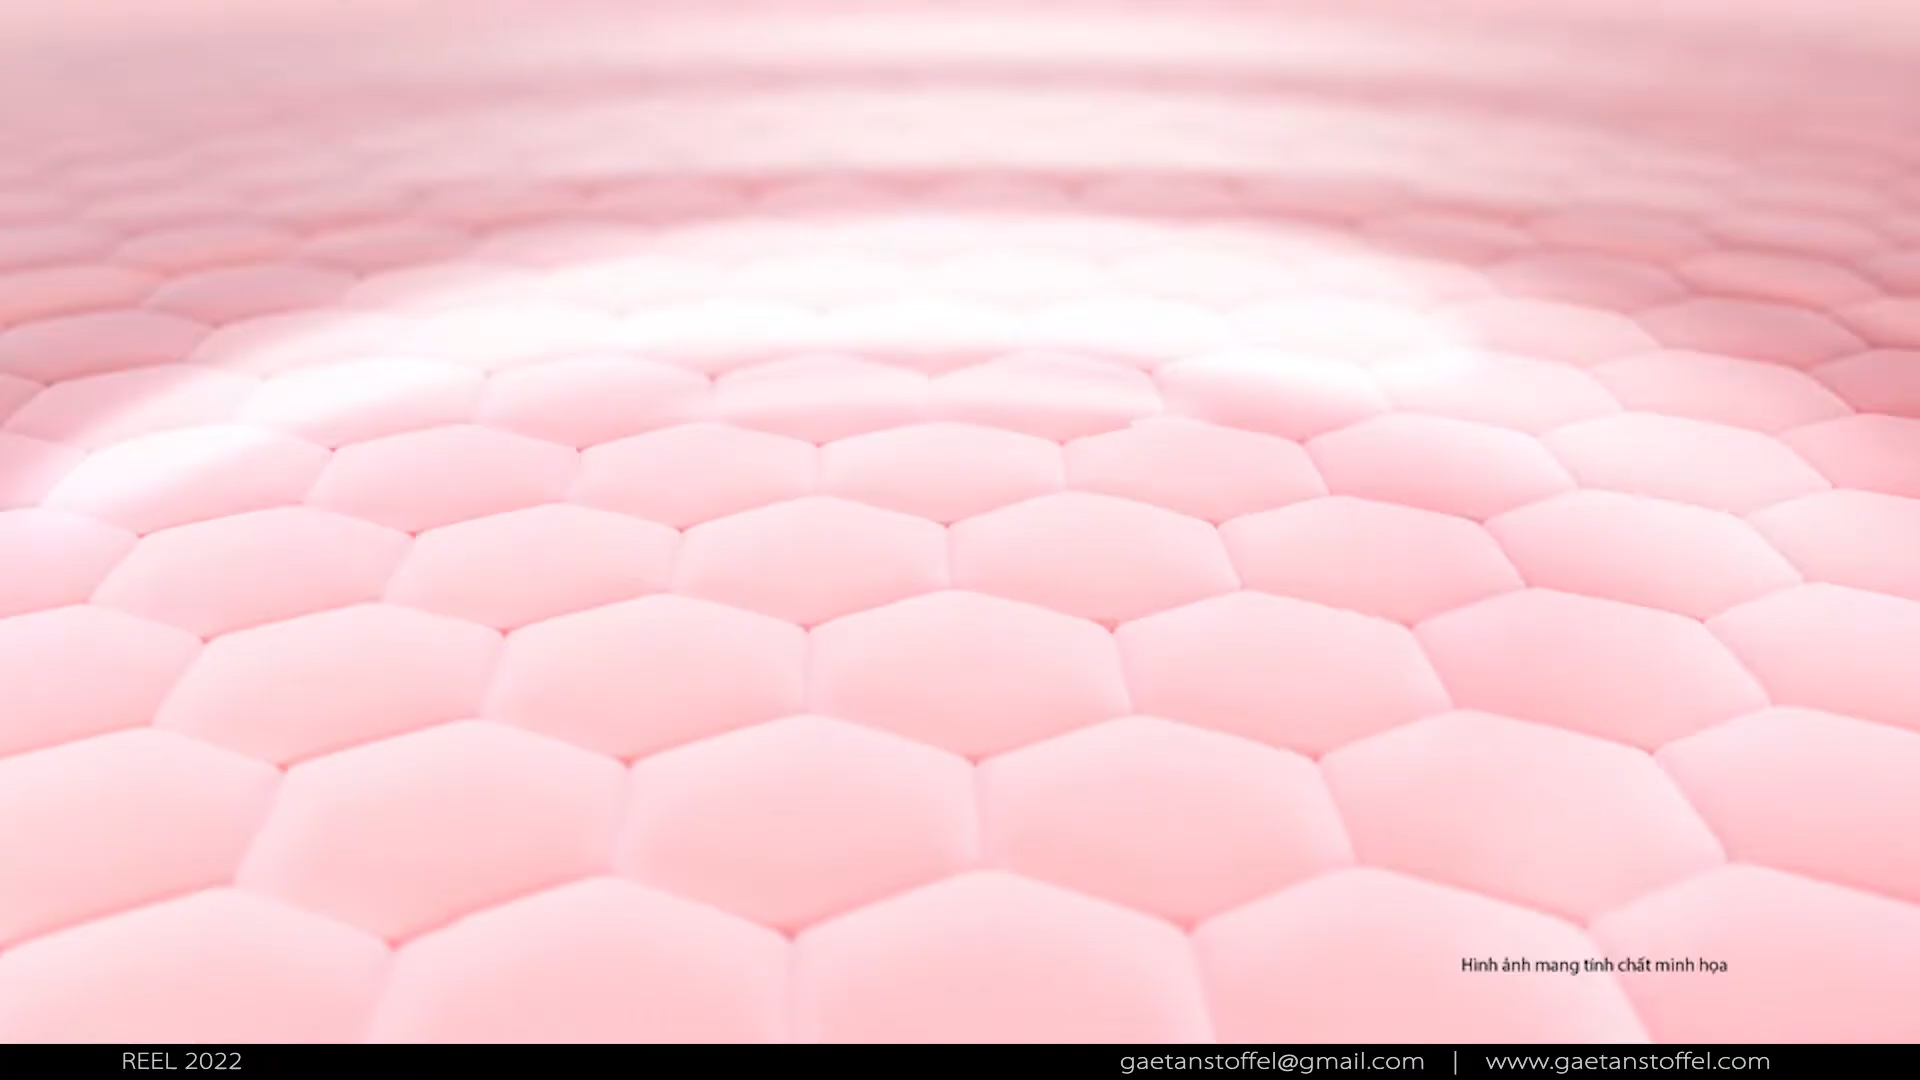 Hình ảnh mang tính chất minh họa
REEL 2022
gaetanstoffel@gmail.com | www.gaetanstoffel.com